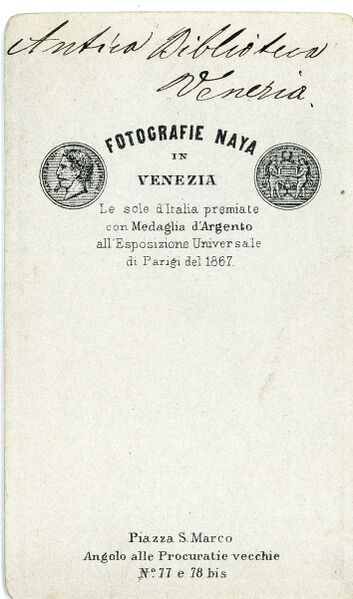 Antica Biblioteca
Venezia.
FOTOGRAFIE NAYA
IN
VENEZIA
Le sole d'Italia premiate
con Medaglia d'Argento
all'Esposizione Universale
di Parigi del 1867.
Piazza S. Marco
Angolo alle Procuratie vecchie
Nº 77 e 78 bis